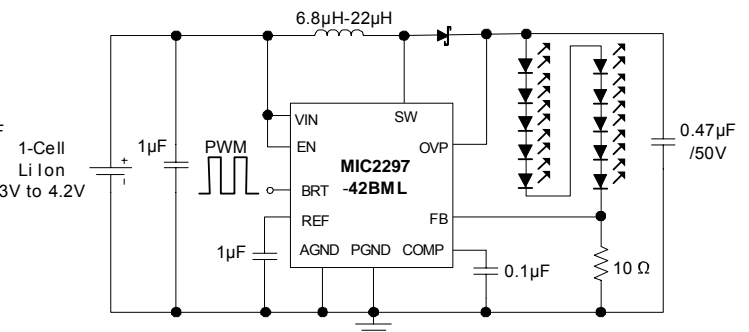 6.8µH-22µH
1-Cell
Li Ion
3V to 4.2V
+
-
1µF
PWM
VIN
EN
BRT
REF
SW
OVP
MIC2297
-42BML
FB
AGND PGND COMP
1µF
0.1µF
10 Ω
0.47µF
/50V